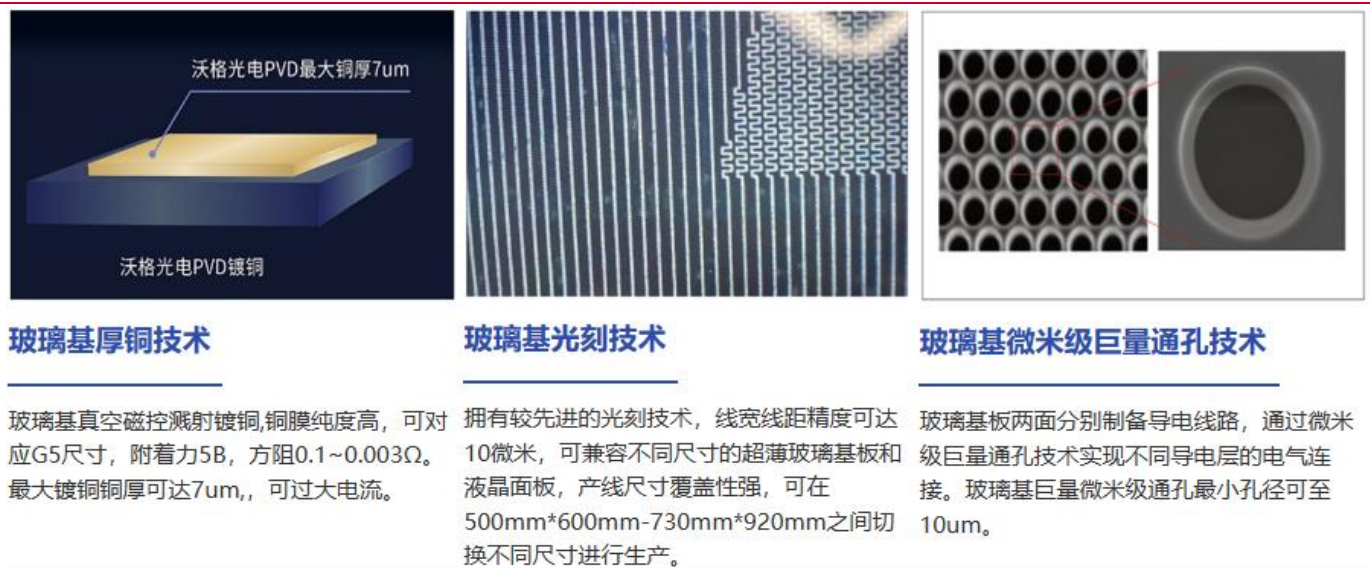 沃格光电PVD最大铜厚7um
沃格光电PVD镀铜
玻璃基厚铜技术
玻璃基真空磁控溅射镀铜,铜膜纯度高，可对
应G5尺寸，附着力5B，方阻0.1~0.003Ω。
最大镀铜铜厚可达7um,，可过大电流。
玻璃基光刻技术
拥有较先进的光刻技术，线宽线距精度可达
10微米，可兼容不同尺寸的超薄玻璃基板和
液晶面板，产线尺寸覆盖性强，可在
500mm*600mm-730mm*920mm之间切
换不同尺寸进行生产。
玻璃基微米级巨量通孔技术
玻璃基板两面分别制备导电线路，通过微米
级巨量通孔技术实现不同导电层的电气连
接。玻璃基巨量微米级通孔最小孔径可至
10um。